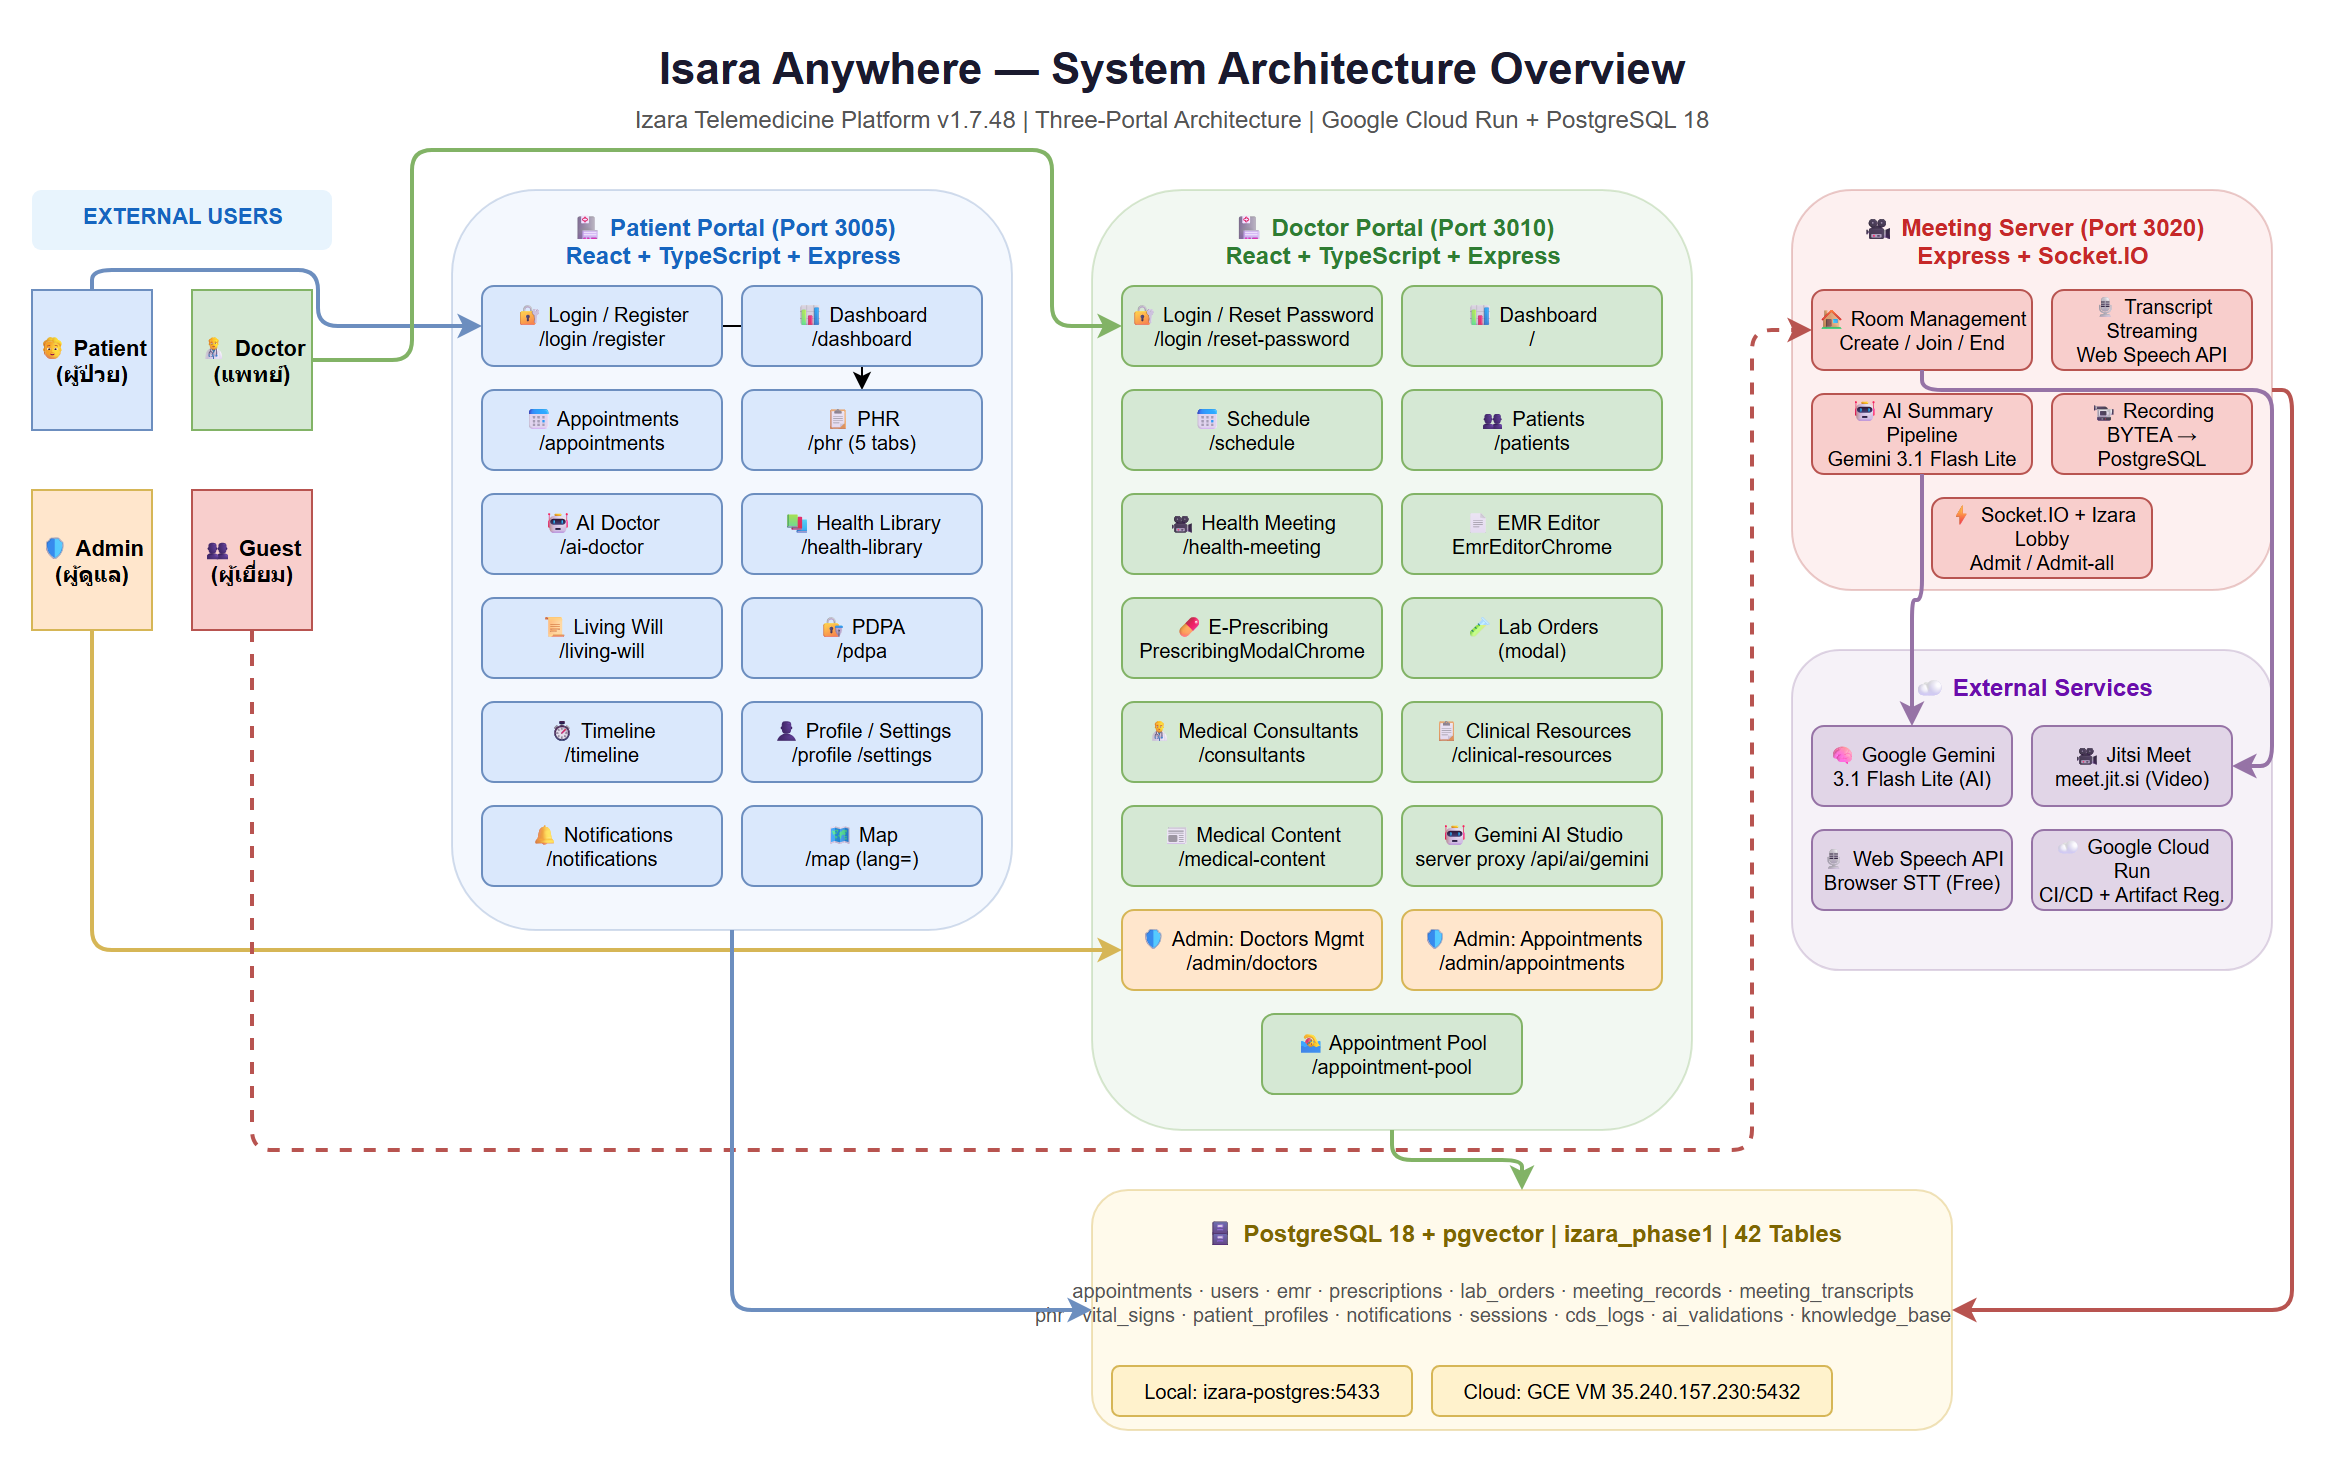 Isara Anywhere — System Architecture Overview
Izara Telemedicine Platform v1.7.48 | Three-Portal Architecture | Google Cloud Run + PostgreSQL 18
EXTERNAL USERS
Patient
(ผู้ป่วย)
Doctor
(แพทย์)
Admin
(ผู้ดูแล)
Guest
(ผู้เยี่ยม)
Patient Portal (Port 3005)
React + TypeScript + Express
Login / Register
/login /register
Dashboard
/dashboard
Appointments
/appointments
PHR
/phr (5 tabs)
AI Doctor
/ai-doctor
Health Library
/health-library
Living Will
/living-will
PDPA
/pdpa
Timeline
/timeline
Profile / Settings
/profile /settings
Notifications
/notifications
Map
/map (lang=)
Doctor Portal (Port 3010)
React + TypeScript + Express
Login / Reset Password
/login /reset-password
Dashboard
/
Schedule
/schedule
Patients
/patients
Health Meeting
/health-meeting
EMR Editor
EmrEditorChrome
E-Prescribing
PrescribingModalChrome
Lab Orders
(modal)
Medical Consultants
/consultants
Clinical Resources
/clinical-resources
Medical Content
/medical-content
Gemini AI Studio
server proxy /api/ai/gemini
Admin: Doctors Mgmt
/admin/doctors
Admin: Appointments
/admin/appointments
Appointment Pool
/appointment-pool
Meeting Server (Port 3020)
Express + Socket.IO
Room Management
Create / Join / End
Transcript
Streaming
Web Speech API
AI Summary
Pipeline
Gemini 3.1 Flash Lite
Recording
BYTEA →
PostgreSQL
Socket.IO + Izara
Lobby
Admit / Admit-all
External Services
Google Gemini
3.1 Flash Lite (AI)
Jitsi Meet
meet.jit.si (Video)
Web Speech API
Browser STT (Free)
Google Cloud
Run
CI/CD + Artifact Reg.
PostgreSQL 18 + pgvector | izara_phase1 | 42 Tables
appointments · users · emr · prescriptions · lab_orders · meeting_records · meeting_transcripts
phr · vital_signs · patient_profiles · notifications · sessions · cds_logs · ai_validations · knowledge_base
Local: izara-postgres:5433
Cloud: GCE VM 35.240.157.230:5432